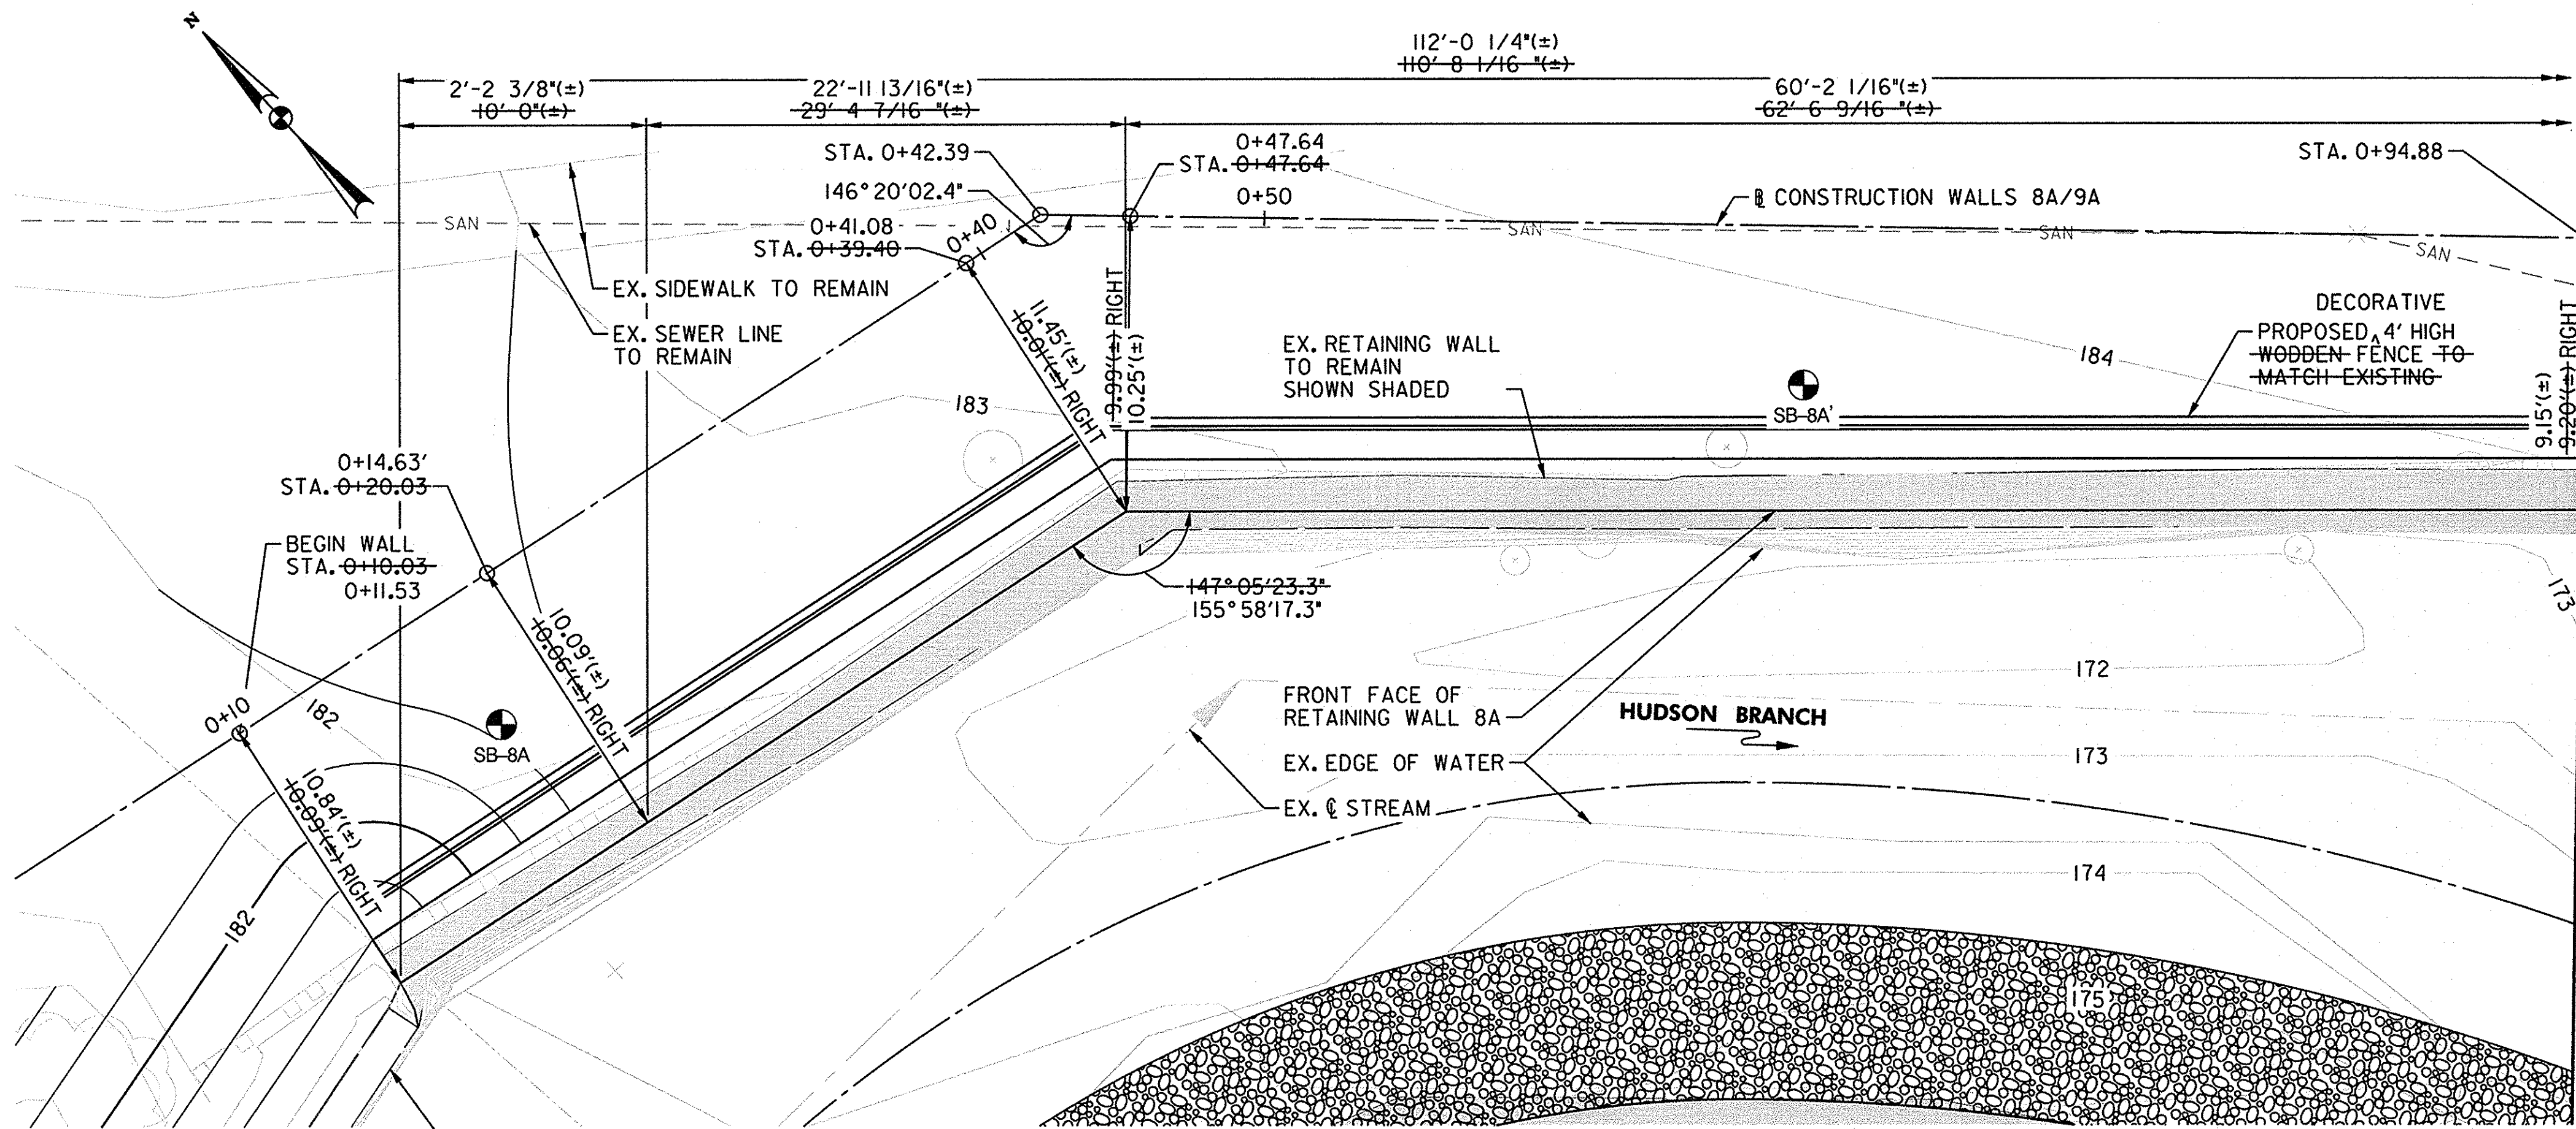 N
112'-0 1/4"(±)
110' 8 1/16 "(±)
2'-2 3/8"(±)
10' 0"(±)
22'-11 13/16"(±)
29' 4 7/16 "(±)
60'-2 1/16"(±)
62' 6 9/16 "(±)
STA. 0+42.39
0+47.64
STA. 0+47.64
STA. 0+94.88
146°20'02.4"
0+50
℄ CONSTRUCTION WALLS 8A/9A
SAN
SAN
SAN
SAN
0+41.08
STA. 0+39.40
0+40
EX. SIDEWALK TO REMAIN
EX. SEWER LINE
TO REMAIN
11.45'(±)
10.01'(±) RIGHT
9.99'(±) RIGHT
10.25'(±)
EX. RETAINING WALL
TO REMAIN
SHOWN SHADED
DECORATIVE
PROPOSED ^ 4' HIGH
WODDEN FENCE TO
MATCH EXISTING
184
SB-8A'
9.15'(±)
9.20'(±) RIGHT
183
0+14.63'
STA. 0+20.03
BEGIN WALL
STA. 0+10.03
0+11.53
10.09'(±)
10.06'(±) RIGHT
147°05'23.3"
155°58'17.3"
173
172
0+10
182
SB-8A
FRONT FACE OF
RETAINING WALL 8A
HUDSON BRANCH
EX. EDGE OF WATER
173
EX. ℄ STREAM
10.84'(±)
10.09'(±) RIGHT
174
182
175